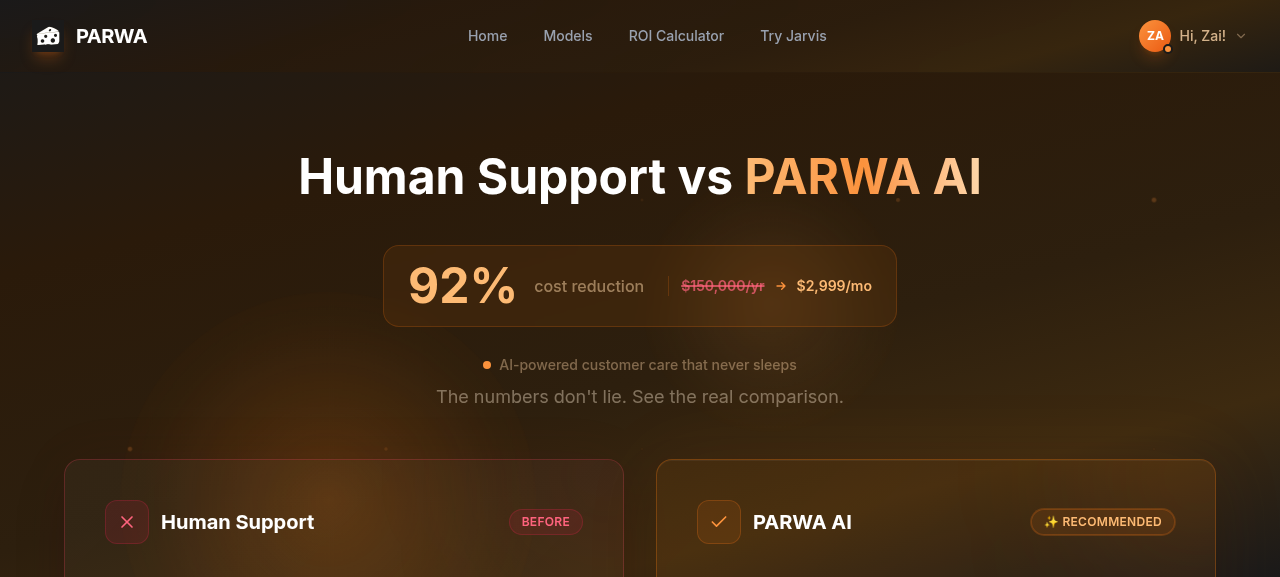 PARWA
Home Models ROI Calculator Try Jarvis
ZA Hi, Zai!
Human Support vs PARWA AI
92% cost reduction $150,000/yr → $2,999/mo
AI-powered customer care that never sleeps
The numbers don't lie. See the real comparison.
Human Support BEFORE
PARWA AI ✨ RECOMMENDED